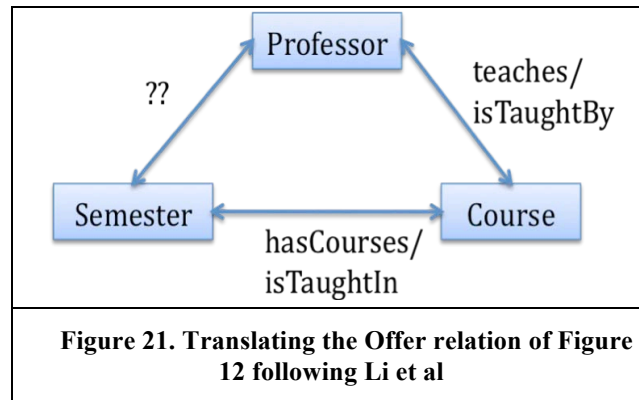 Professor
??
teaches/
isTaughtBy
Semester
Course
hasCourses/
isTaughtIn
Figure 21. Translating the Offer relation of Figure
12 following Li et al